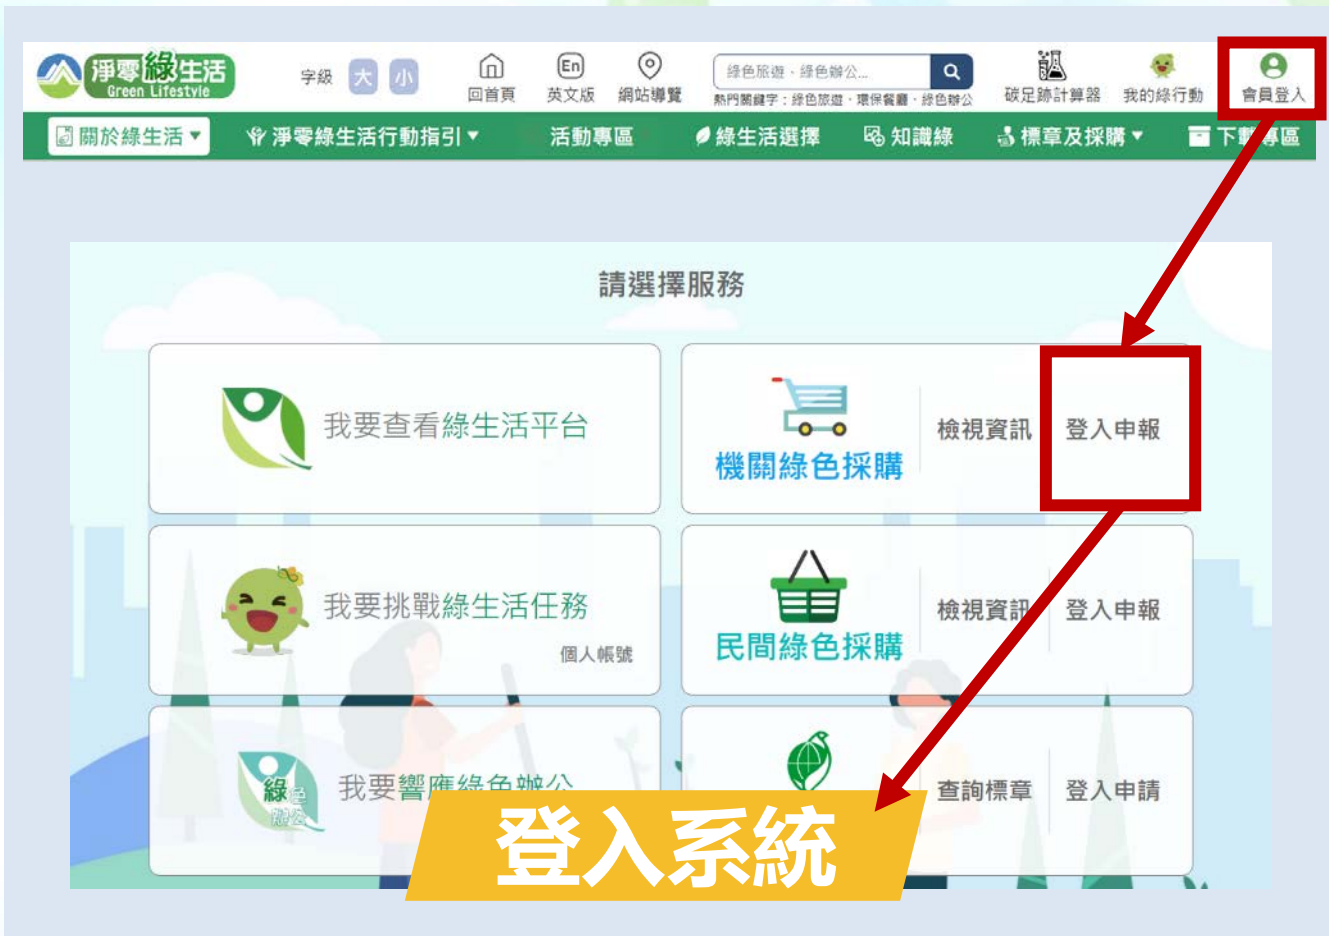 淨零綠生活
Green Lifestyle
字級 大 小
回首頁
En
英文版
網站導覽
綠色旅遊、綠色辦公...
熱門關鍵字：綠色旅遊、環保餐廳、綠色辦公
碳足跡計算器
我的綠行動
會員登入
關於綠生活▼ 淨零綠生活行動指引▼ 活動專區 綠生活選擇 知識綠 標章及採購▼ 下載專區
請選擇服務
我要查看綠生活平台
機關綠色採購
檢視資訊
登入申報
我要挑戰綠生活任務
個人帳號
民間綠色採購
檢視資訊
登入申報
綠色
辦公
我要響應綠色辦公
查詢標章
登入申請
登入系統